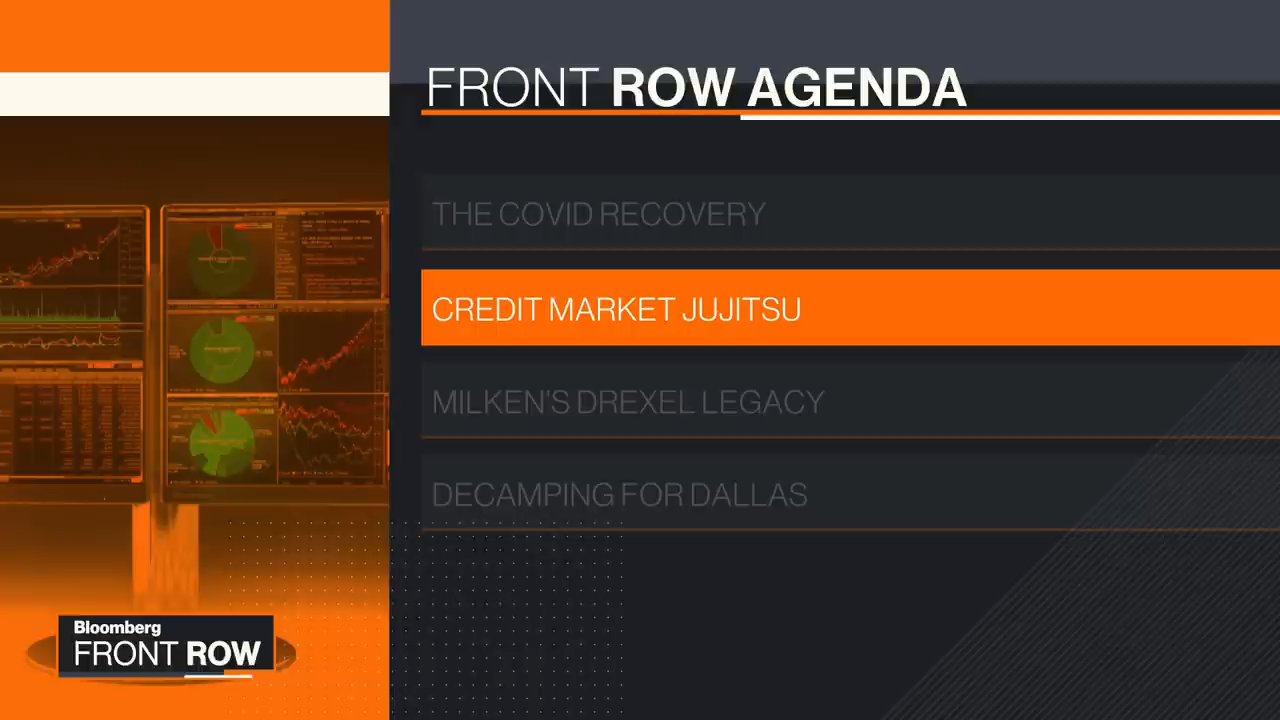 FRONT ROW AGENDA
THE COVID RECOVERY
CREDIT MARKET JUJITSU
MILKEN'S DREXEL LEGACY
DECAMPING FOR DALLAS
Bloomberg
FRONT ROW